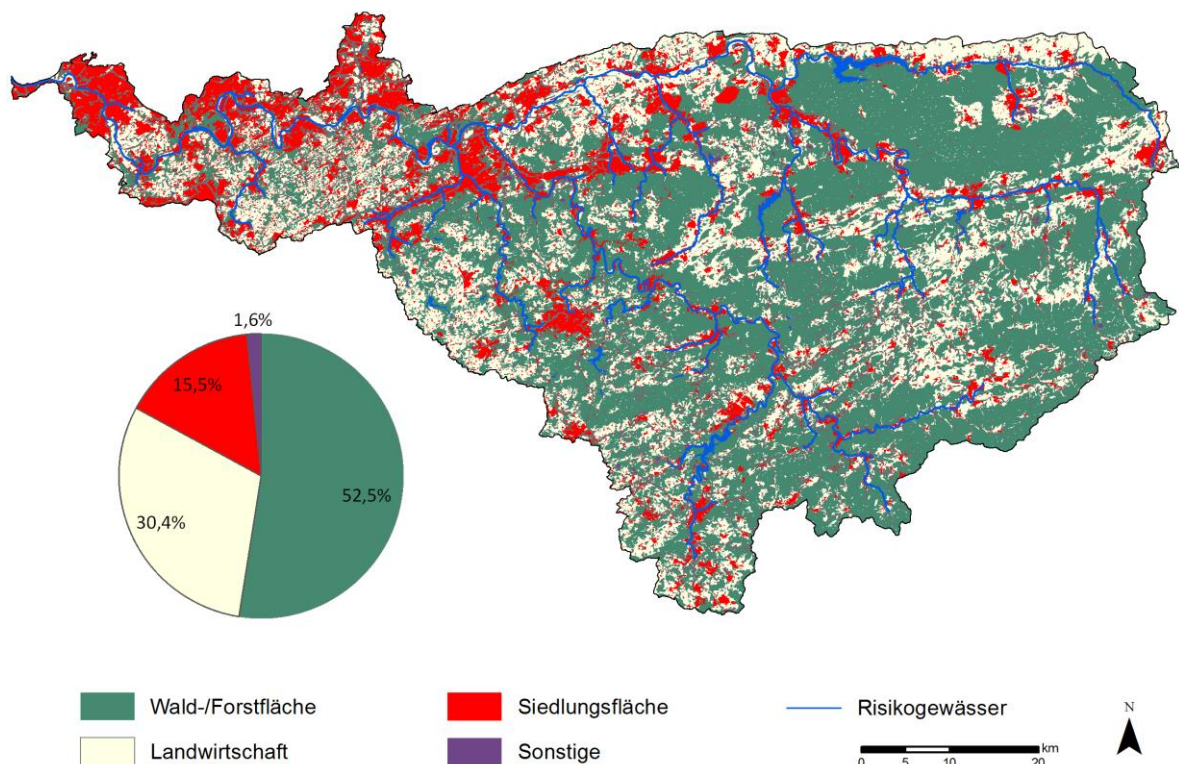 1,6%
15,5%
52,5%
30,4%
Wald-/Forstfläche
Siedlungsfläche
Risikogewässer
N
Landwirtschaft
Sonstige
km
0 5 10 20